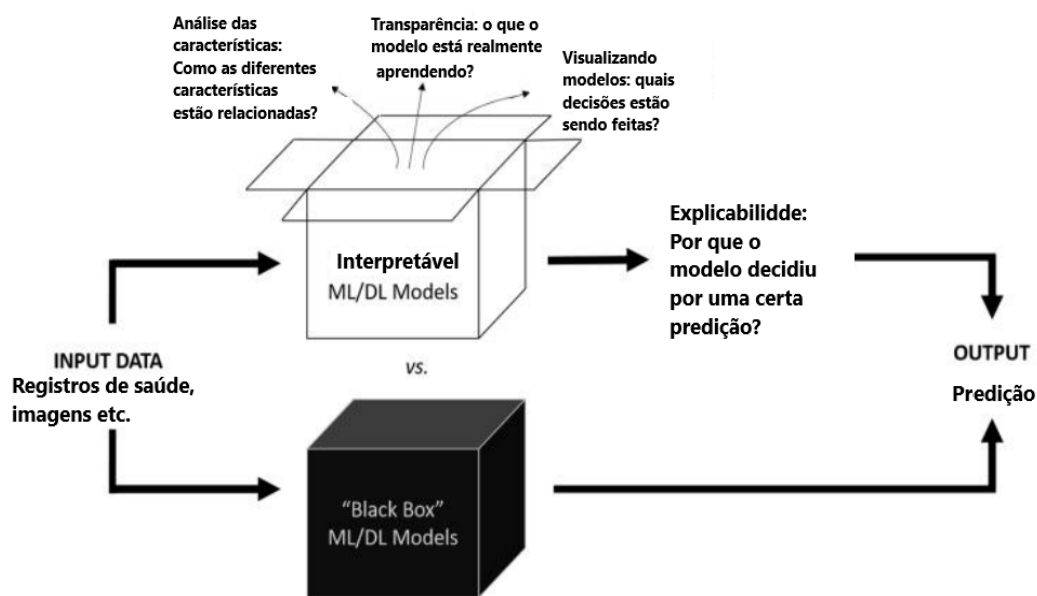 Análise das
características:
Como as diferentes
características
estão relacionadas?
Transparência: o que o
modelo está realmente
aprendendo?
Visualizando
modelos: quais
decisões estão
sendo feitas?
Interpretável
ML/DL Models
Explicabilidde:
Por que o
modelo decidiu
por uma certa
predição?
INPUT DATA
Registros de saúde,
imagens etc.
vs.
OUTPUT
Predição
“Black Box”
ML/DL Models